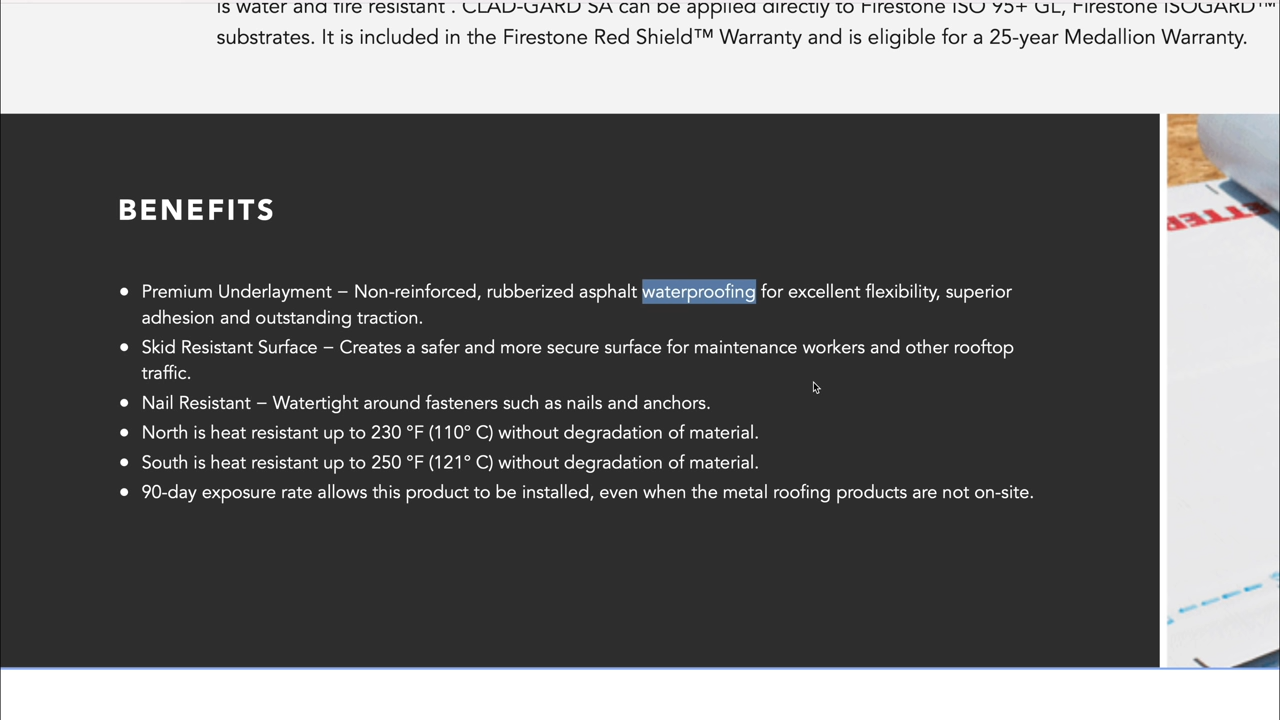 is water and fire resistant . CLAD-GARD SA can be applied directly to Firestone ISO 95+ GL, Firestone ISOGARD™
substrates. It is included in the Firestone Red Shield™ Warranty and is eligible for a 25-year Medallion Warranty.
BENEFITS
• Premium Underlayment – Non-reinforced, rubberized asphalt waterproofing for excellent flexibility, superior
adhesion and outstanding traction.
• Skid Resistant Surface – Creates a safer and more secure surface for maintenance workers and other rooftop
traffic.
• Nail Resistant – Watertight around fasteners such as nails and anchors.
• North is heat resistant up to 230 °F (110° C) without degradation of material.
• South is heat resistant up to 250 °F (121° C) without degradation of material.
• 90-day exposure rate allows this product to be installed, even when the metal roofing products are not on-site.